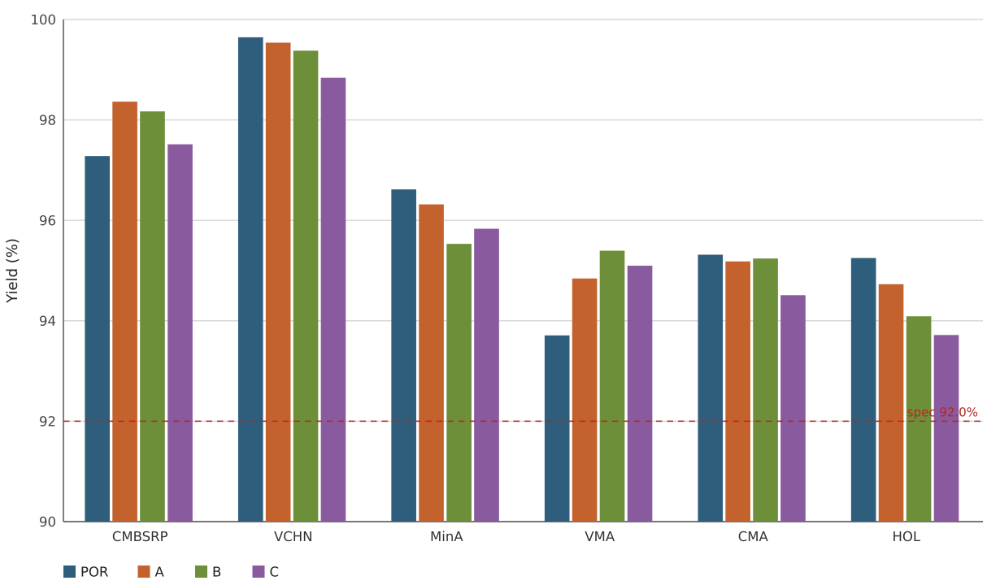 100
98
96
94
92
90
Yield (%)
spec 92.0%
CMBSRP VCHN MinA VMA CMA HOL
POR A B C